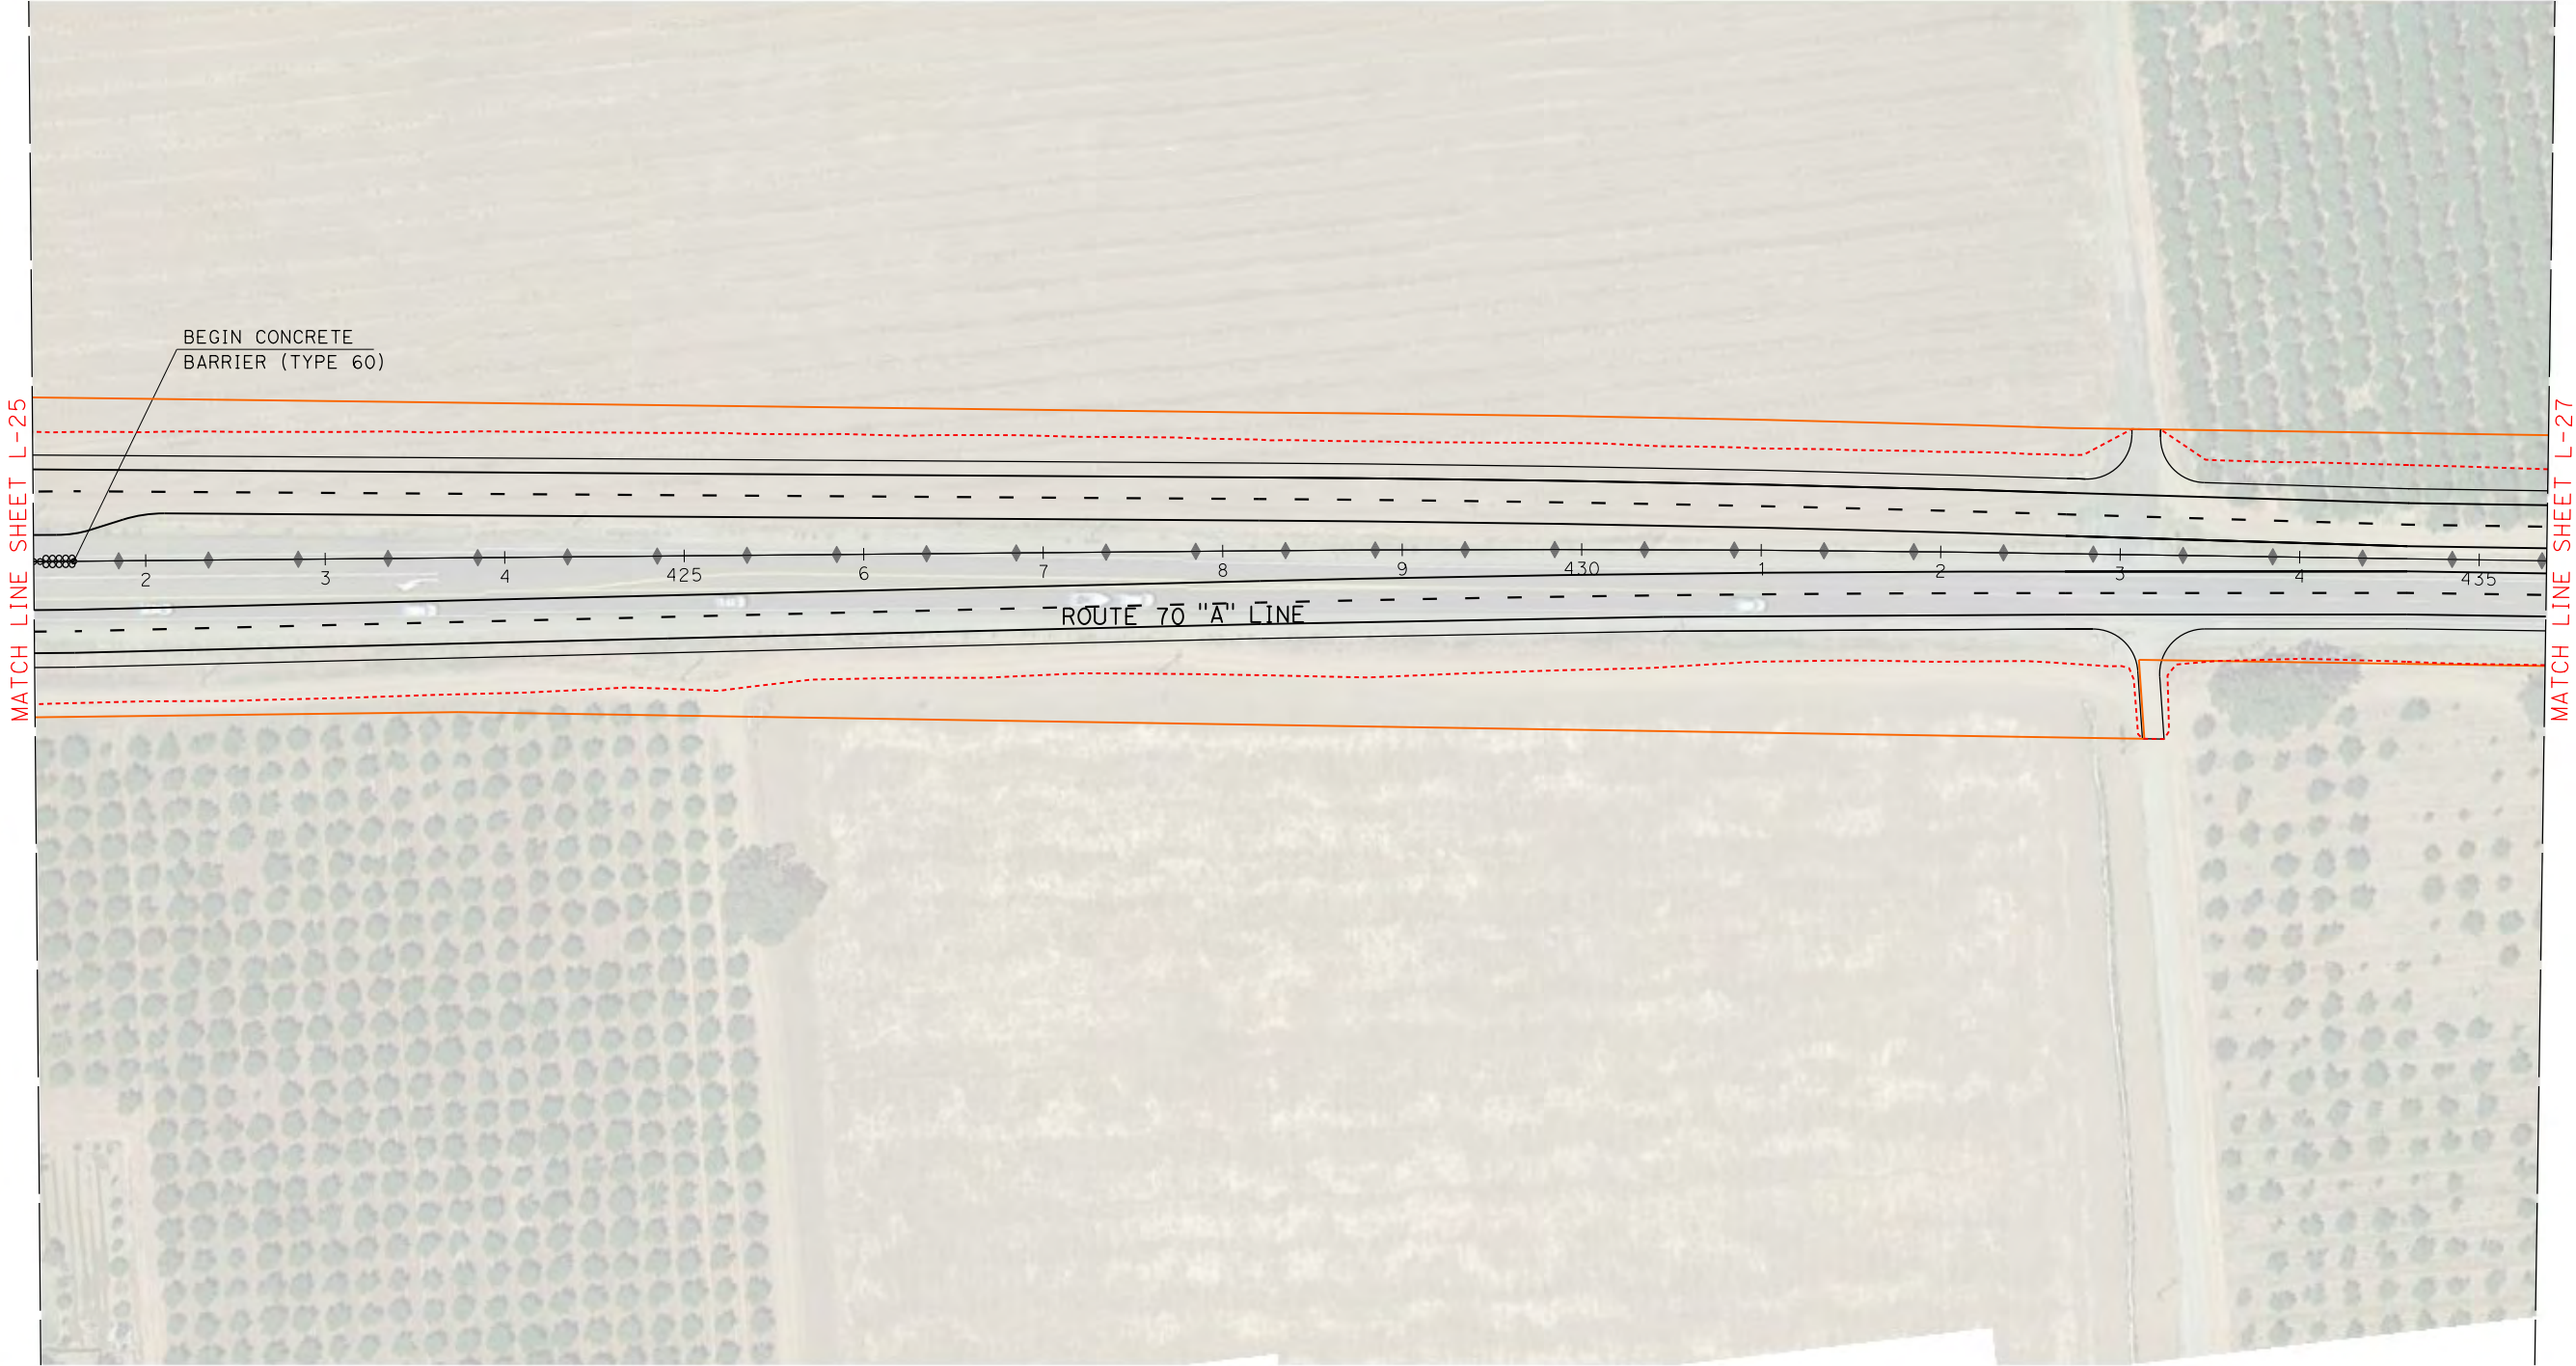 BEGIN CONCRETE
BARRIER (TYPE 60)
MATCH LINE SHEET L-25
2 3 4 425 6 7 8 9 430 1 2 3 4 435
ROUTE 70 "A" LINE
MATCH LINE SHEET L-27